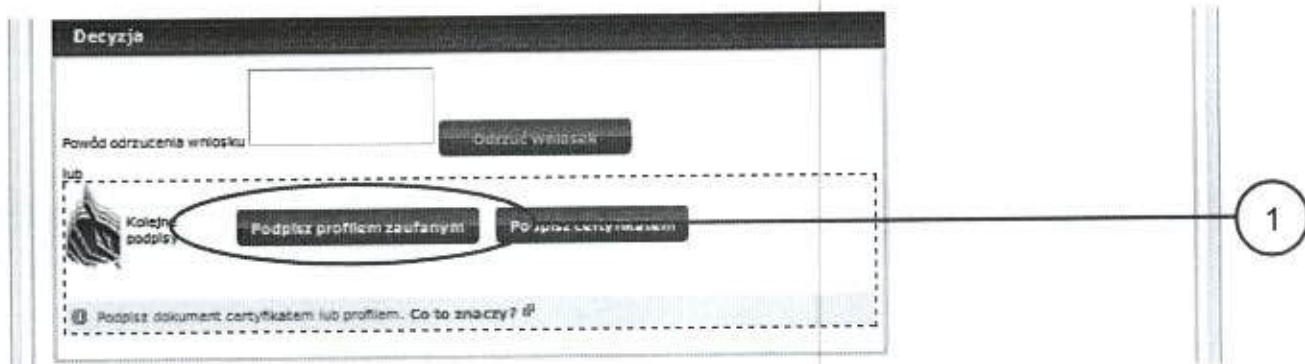 Decyzja
Powód odrzucenia wniosku
Odrzuć wniosek
lub
Kolejne
podpisy
Podpisz profilem zaufanym
Podpisz certyfikatem
Podpisz dokument certyfikatem lub profilem. Co to znaczy?
1